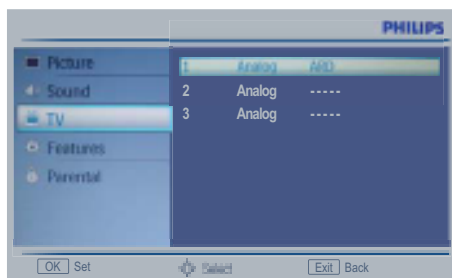 PHILIPS
Picture
Sound
TV
Features
Parental
1 Analog ARD
2 Analog -----
3 Analog -----
OK Set Select Exit Back